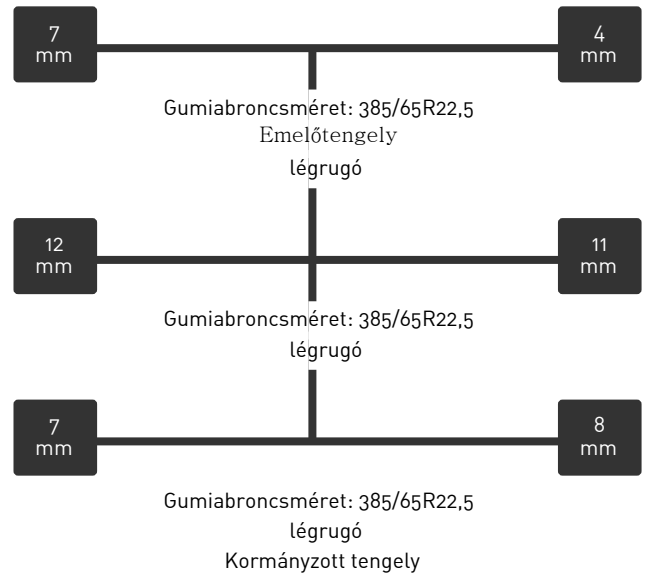 7
mm
4
mm
Gumiabroncsméret: 385/65R22,5
Emelőtengely
légrugó
12
mm
11
mm
Gumiabroncsméret: 385/65R22,5
légrugó
7
mm
8
mm
Gumiabroncsméret: 385/65R22,5
légrugó
Kormányzott tengely